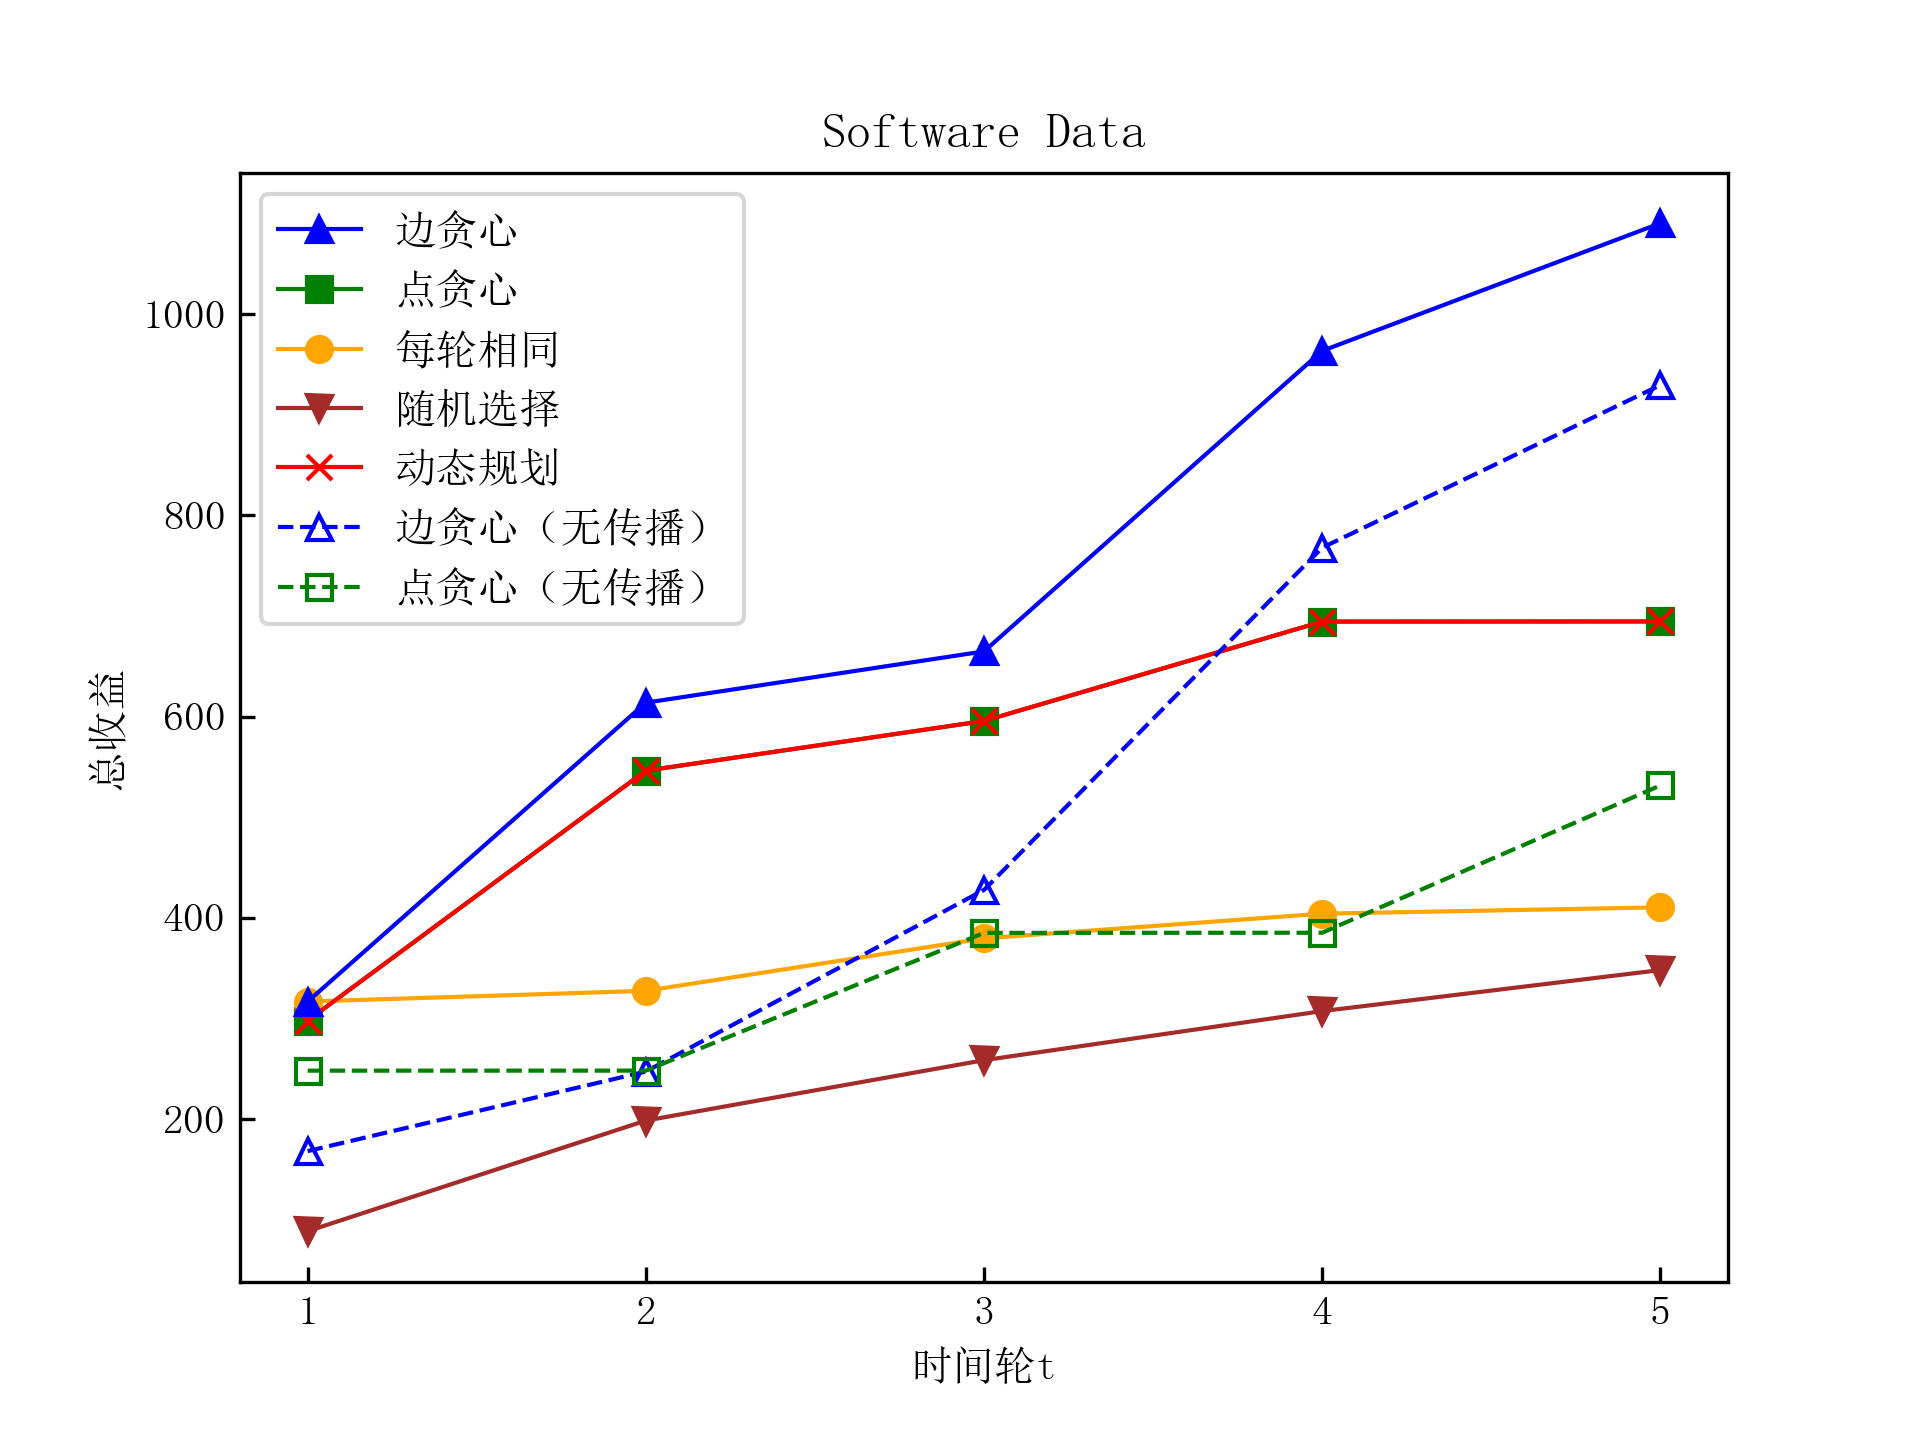 Software Data
边贪心
点贪心
每轮相同
随机选择
动态规划
边贪心（无传播）
点贪心（无传播）
1000
800
600
400
200
总收益
1 2 3 4 5
时间轮t